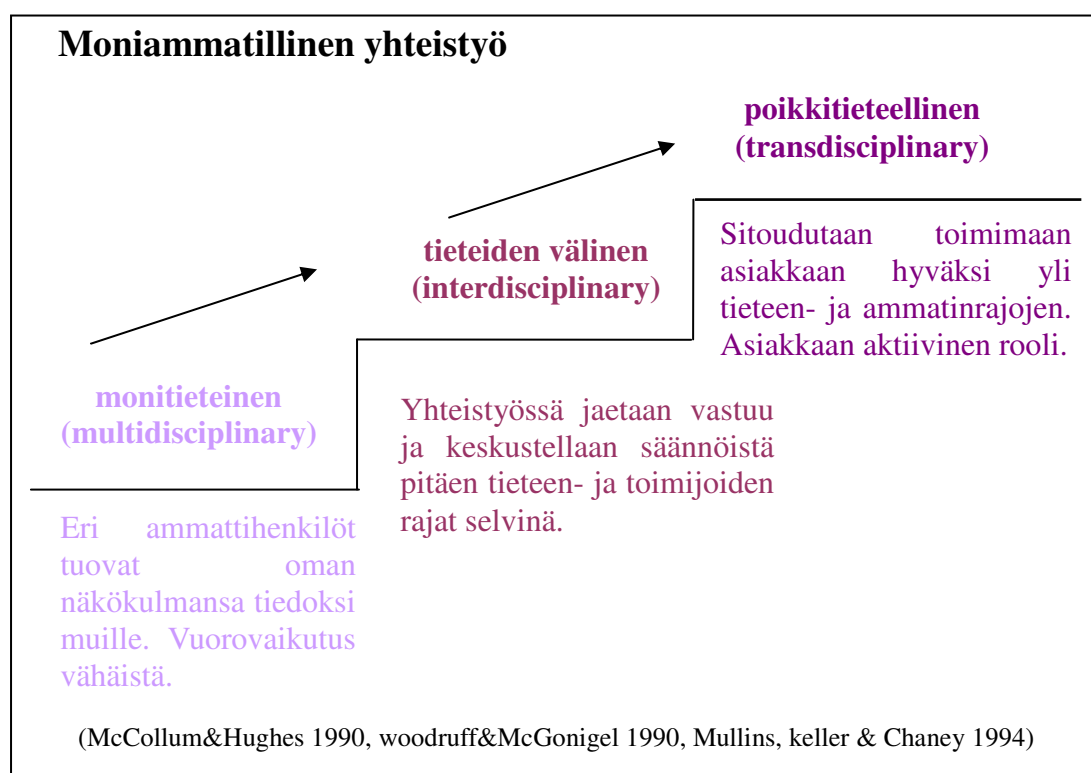 Moniammatillinen yhteistyö
poikkitieteellinen
(transdisciplinary)
tieteiden välinen
(interdisciplinary)
Sitoudutaan toimimaan
asiakkaan hyväksi yli
tieteen- ja ammatinrajojen.
Asiakkaan aktiivinen rooli.
monitieteinen
(multidisciplinary)
Yhteistyössä jaetaan vastuu
ja keskustellaan säännöistä
pitäen tieteen- ja toimijoiden
rajat selvinä.
Eri ammattihenkilöt
tuovat oman
näkökulmansa tiedoksi
muille. Vuorovaikutus
vähäistä.
(McCollum&Hughes 1990, woodruff&McGonigel 1990, Mullins, keller & Chaney 1994)